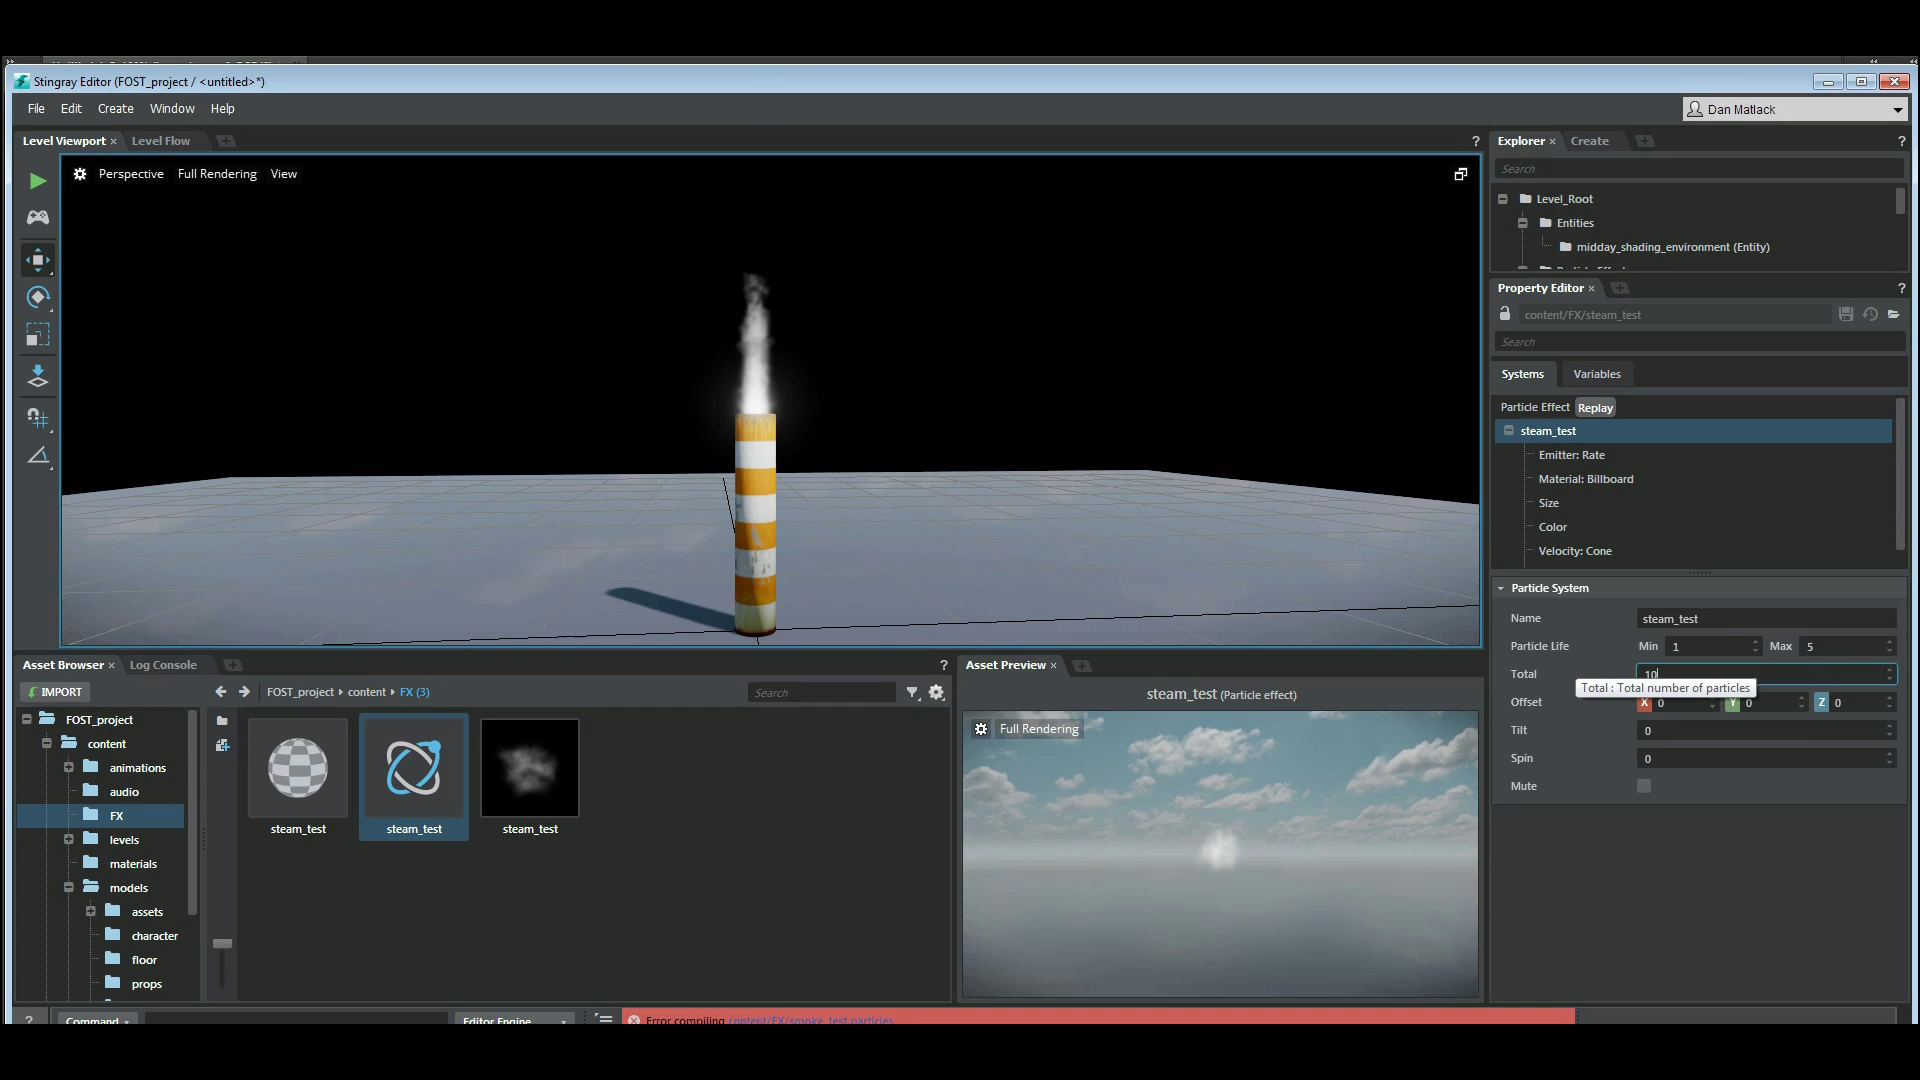 Stingray Editor (FOST_project / <untitled>*)
File Edit Create Window Help
Dan Matlack
Level Viewport × Level Flow
?
Explorer × Create
?
Perspective Full Rendering View
Search
Level_Root
Entities
midday_shading_environment (Entity)
Property Editor ×
?
content/FX/steam_test
Search
Systems Variables
Particle Effect Replay
steam_test
Emitter: Rate
Material: Billboard
Size
Color
Velocity: Cone
Particle System
Name steam_test
Particle Life Min 1 Max 5
Total 10
Total : Total number of particles
Offset X 0 Y 0 Z 0
Tilt 0
Spin 0
Mute
Asset Browser × Log Console
?
IMPORT
FOST_project content FX (3)
Search
FOST_project
content
animations
audio
FX
levels
materials
models
assets
character
floor
props
steam_test
steam_test
steam_test
Asset Preview ×
steam_test (Particle effect)
Full Rendering
? Command Editor Engine Error compiling content/FX/smoke_test.particles